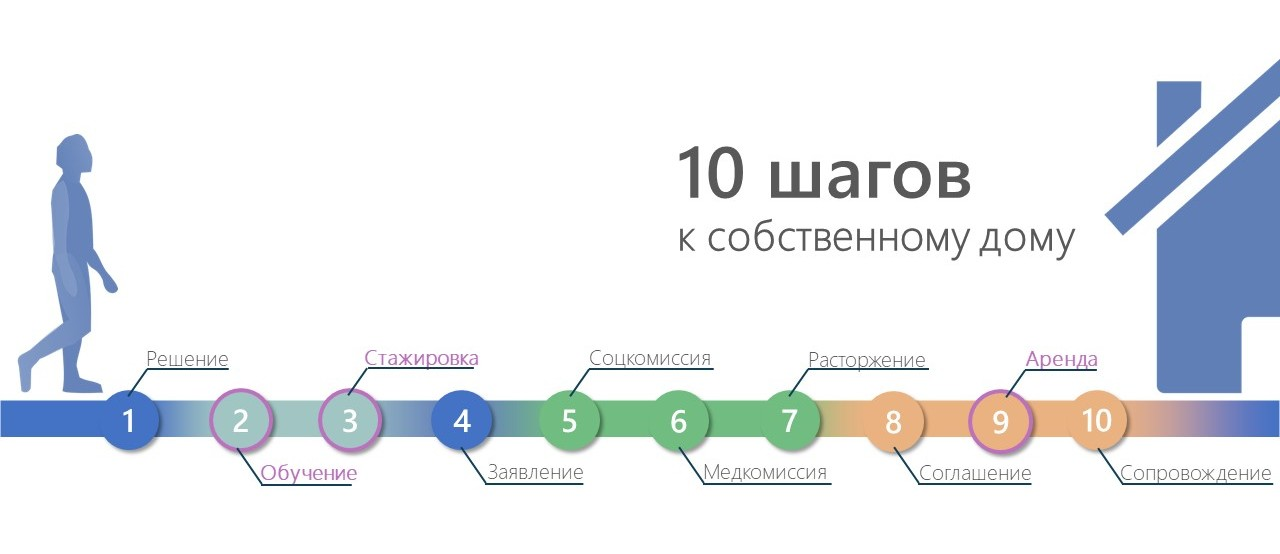 10 шагов
к собственному дому
Решение
Стажировка
Соцкомиссия
Расторжение
Аренда
1 2 3 4 5 6 7 8 9 10
Обучение
Заявление
Медкомиссия
Соглашение
Сопровождение